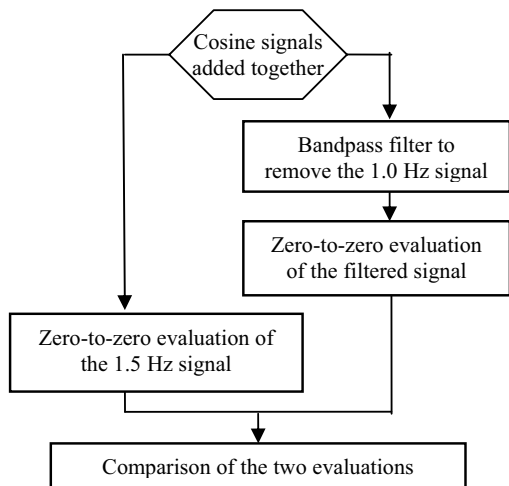 Cosine signals
added together
Bandpass filter to
remove the 1.0 Hz signal
Zero-to-zero evaluation
of the filtered signal
Zero-to-zero evaluation of
the 1.5 Hz signal
Comparison of the two evaluations